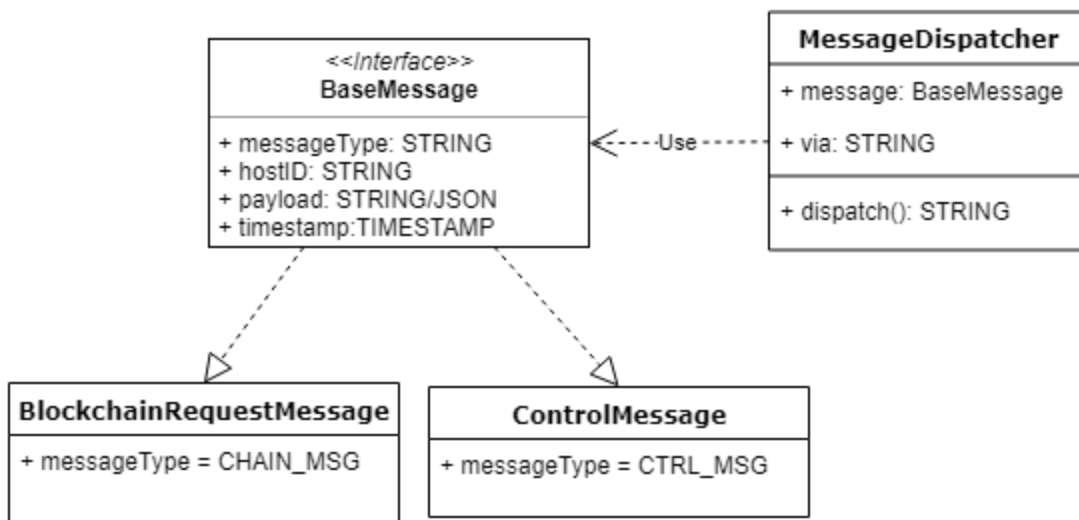 <<Interface>>
BaseMessage
+ messageType: STRING
+ hostID: STRING
+ payload: STRING/JSON
+ timestamp:TIMESTAMP
Use
MessageDispatcher
+ message: BaseMessage
+ via: STRING
+ dispatch(): STRING
BlockchainRequestMessage
+ messageType = CHAIN_MSG
ControlMessage
+ messageType = CTRL_MSG